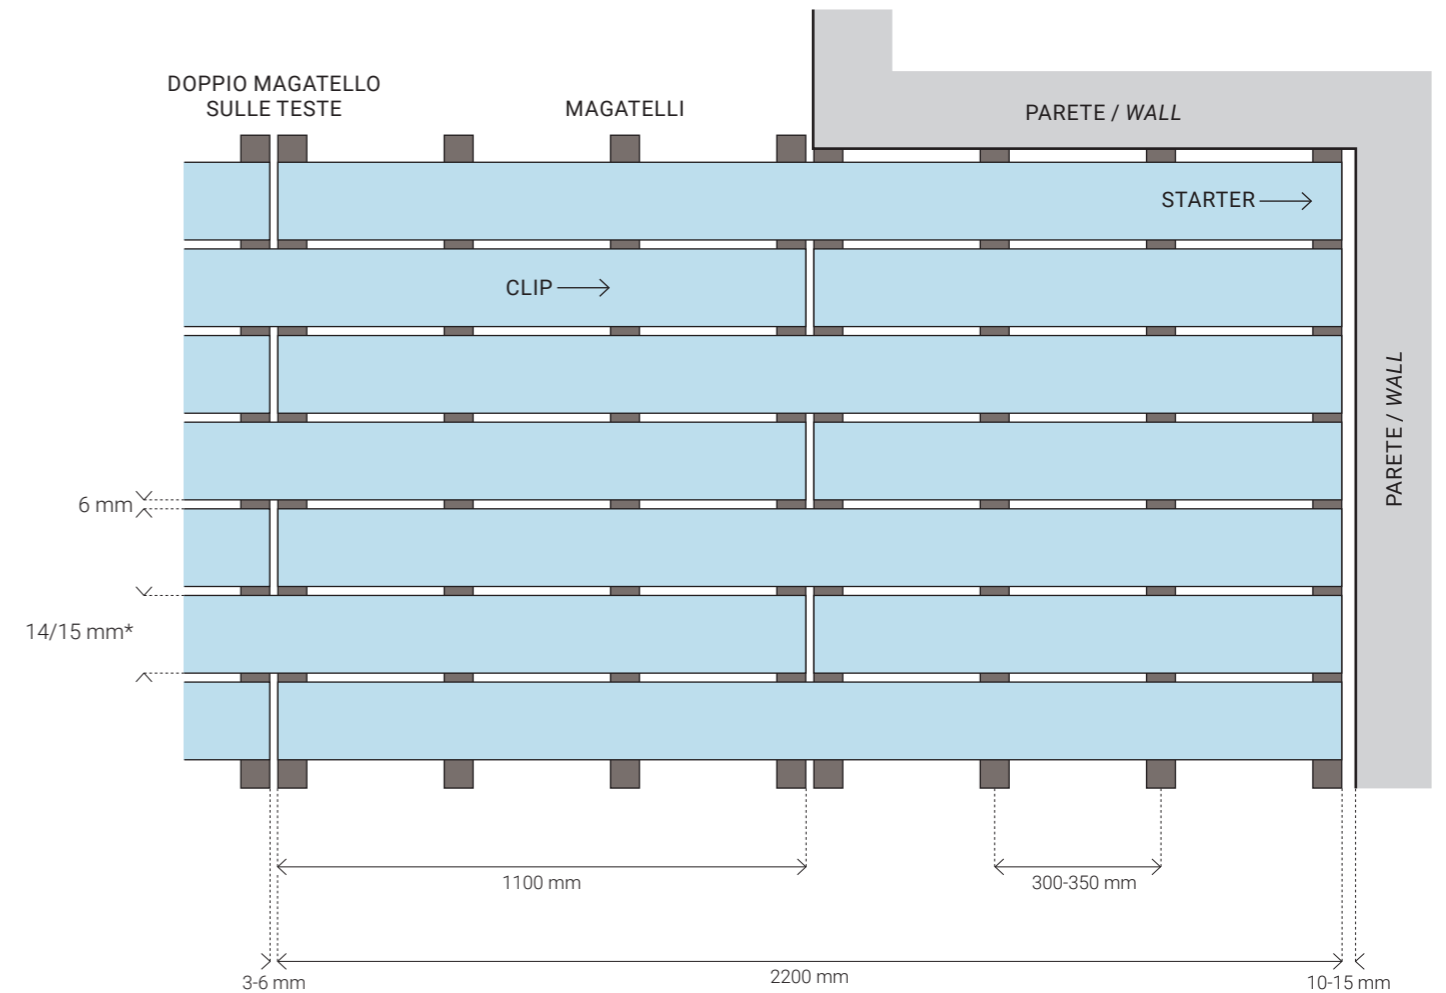 DOPPIO MAGATELLO
SULLE TESTE
MAGATELLI
PARETE / WALL
STARTER
CLIP
PARETE / WALL
6 mm
14/15 mm*
1100 mm
300-350 mm
3-6 mm
2200 mm
10-15 mm